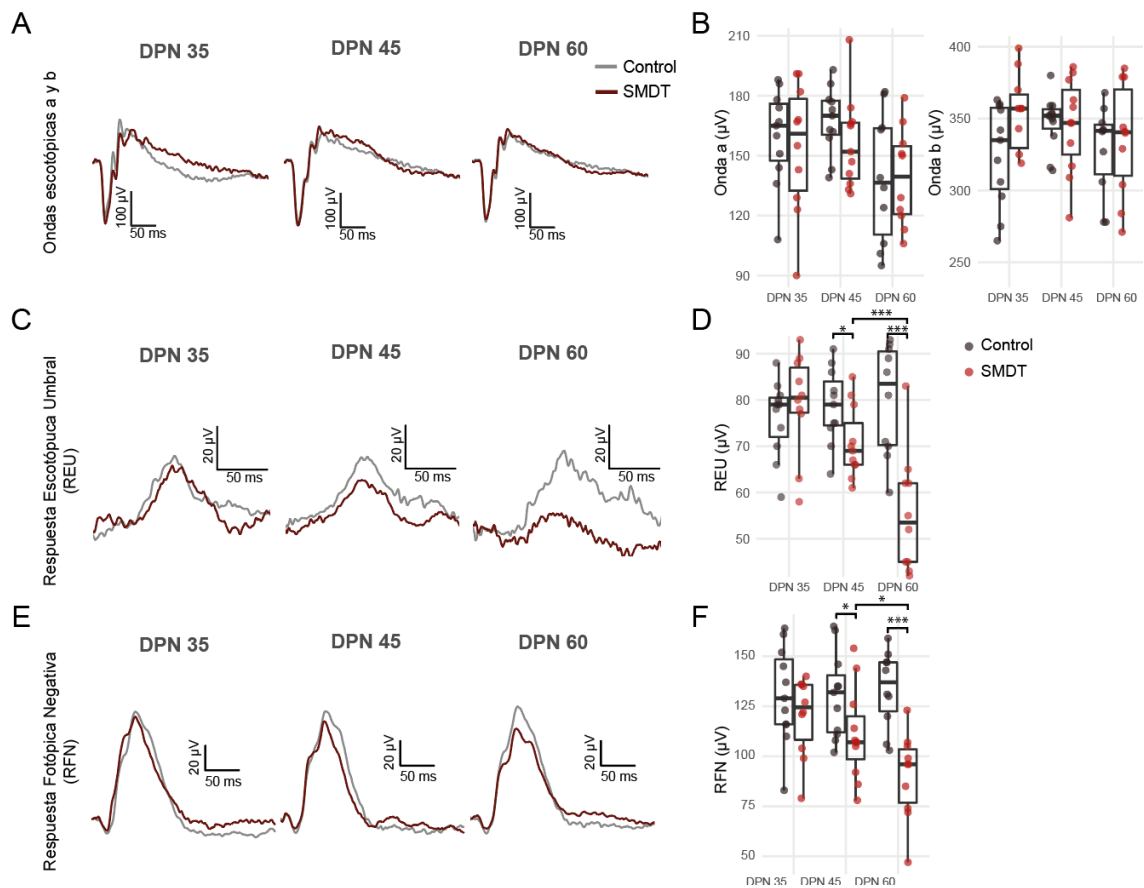 A
DPN 35
DPN 45
DPN 60
Control
SMDT
Ondas escotópicas a y b
100 µV
50 ms
100 µV
50 ms
100 µV
50 ms
B
Onda a (µV)
210
180
150
120
90
DPN 35
DPN 45
DPN 60
Onda b (µV)
400
350
300
250
DPN 35
DPN 45
DPN 60
C
DPN 35
DPN 45
DPN 60
Respuesta Escotópuca Umbral
(REU)
20 µV
50 ms
20 µV
50 ms
20 µV
50 ms
D
***
*
***
Control
SMDT
REU (µV)
90
80
70
60
50
DPN 35
DPN 45
DPN 60
E
DPN 35
DPN 45
DPN 60
Respuesta Fotópica Negativa
(RFN)
20 µV
50 ms
20 µV
50 ms
20 µV
50 ms
F
*
*
***
RFN (µV)
150
125
100
75
50
DPN 35
DPN 45
DPN 60